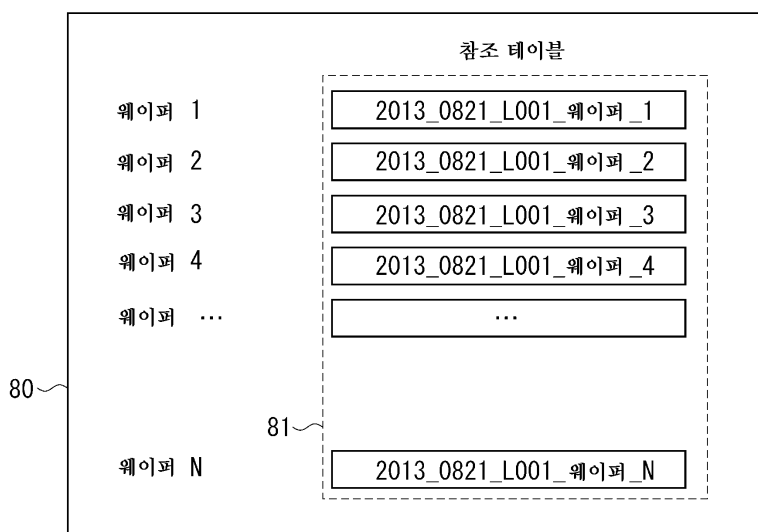 참조 테이블
웨이퍼 1 2013_0821_L001_웨이퍼_1
웨이퍼 2 2013_0821_L001_웨이퍼_2
웨이퍼 3 2013_0821_L001_웨이퍼_3
웨이퍼 4 2013_0821_L001_웨이퍼_4
웨이퍼 … …
80
81
웨이퍼 N 2013_0821_L001_웨이퍼_N